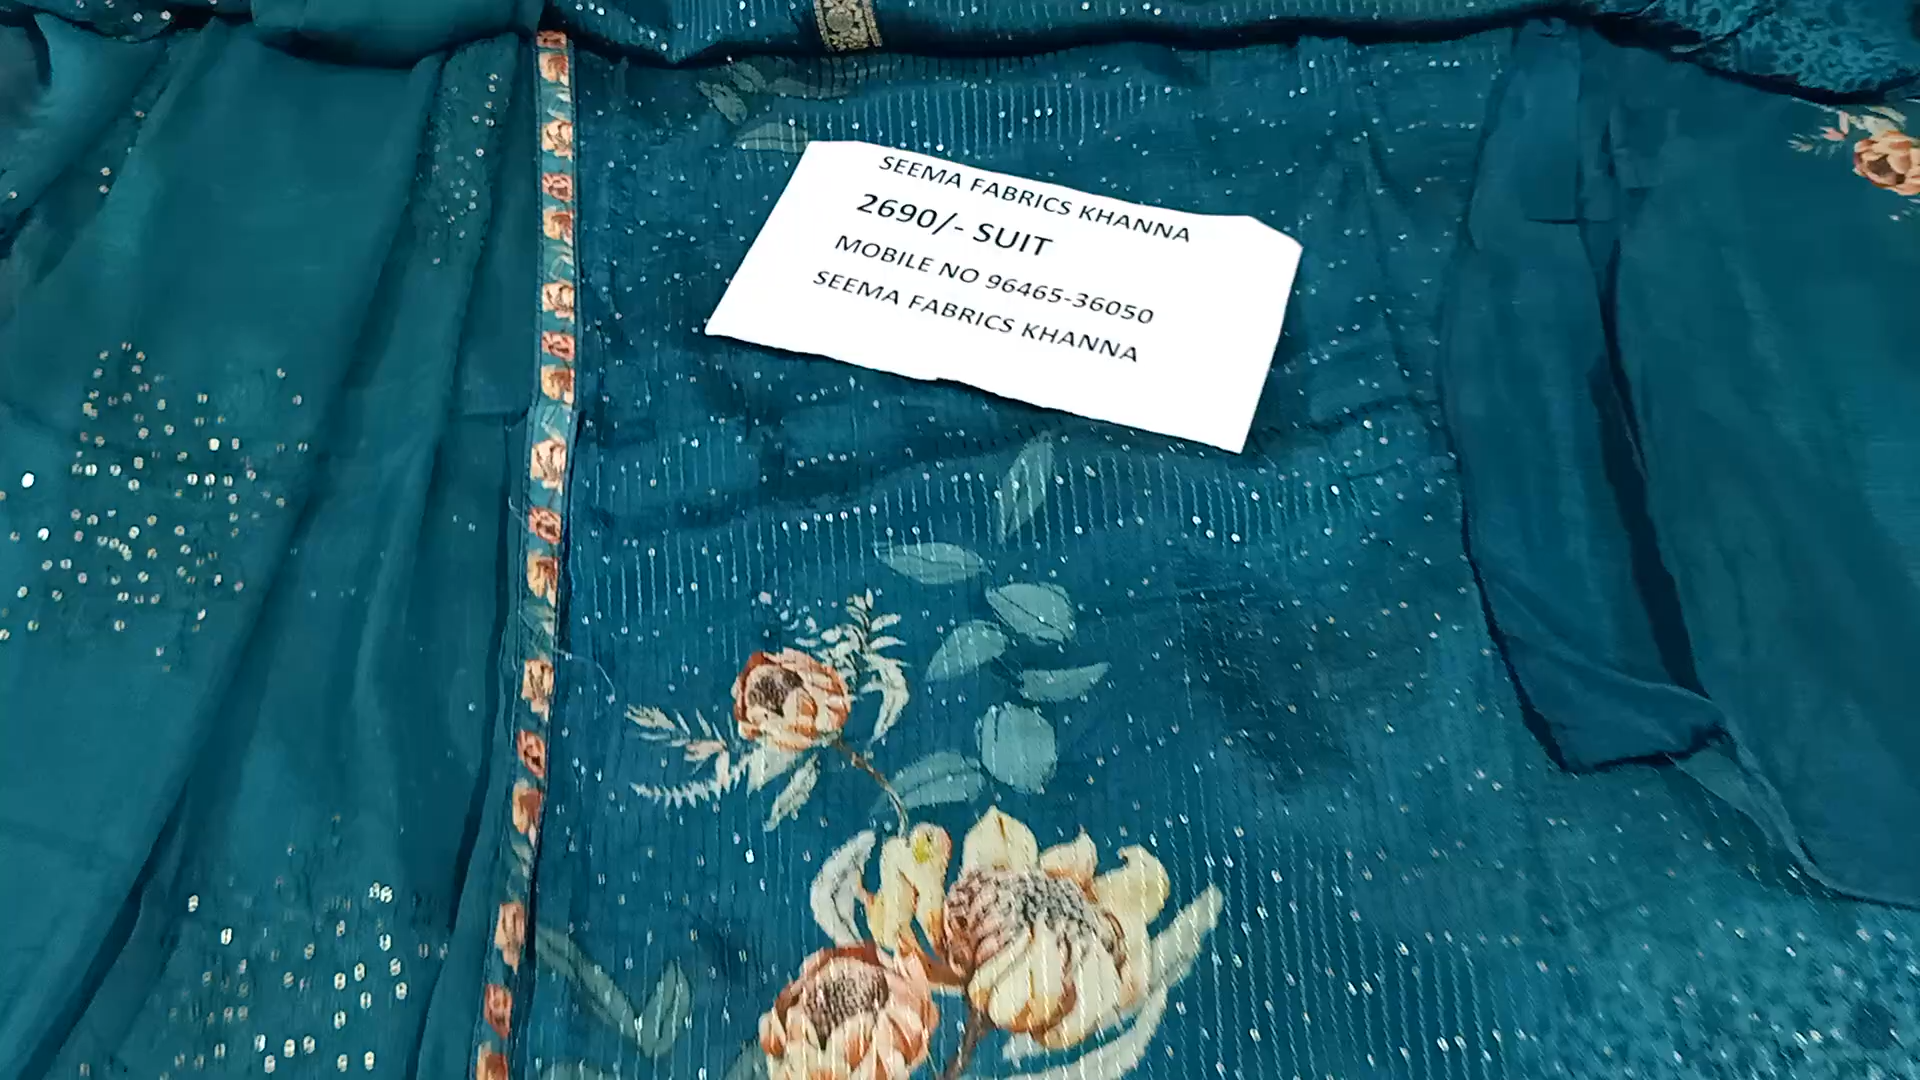 SEEMA FABRICS KHANNA
2690/- SUIT
MOBILE NO 96465-36050
SEEMA FABRICS KHANNA